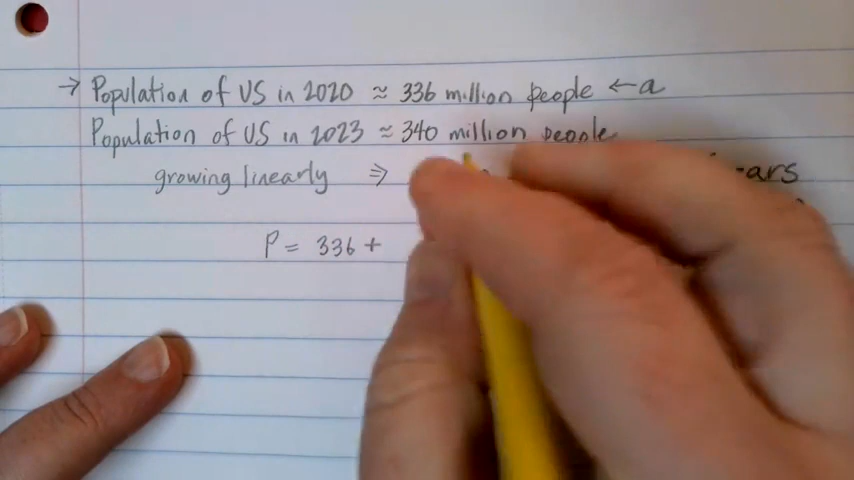 → Population of US in 2020 ≈ 336 million people ← a
Population of US in 2023 ≈ 340 million people
growing linearly ⇒
P = 336 +